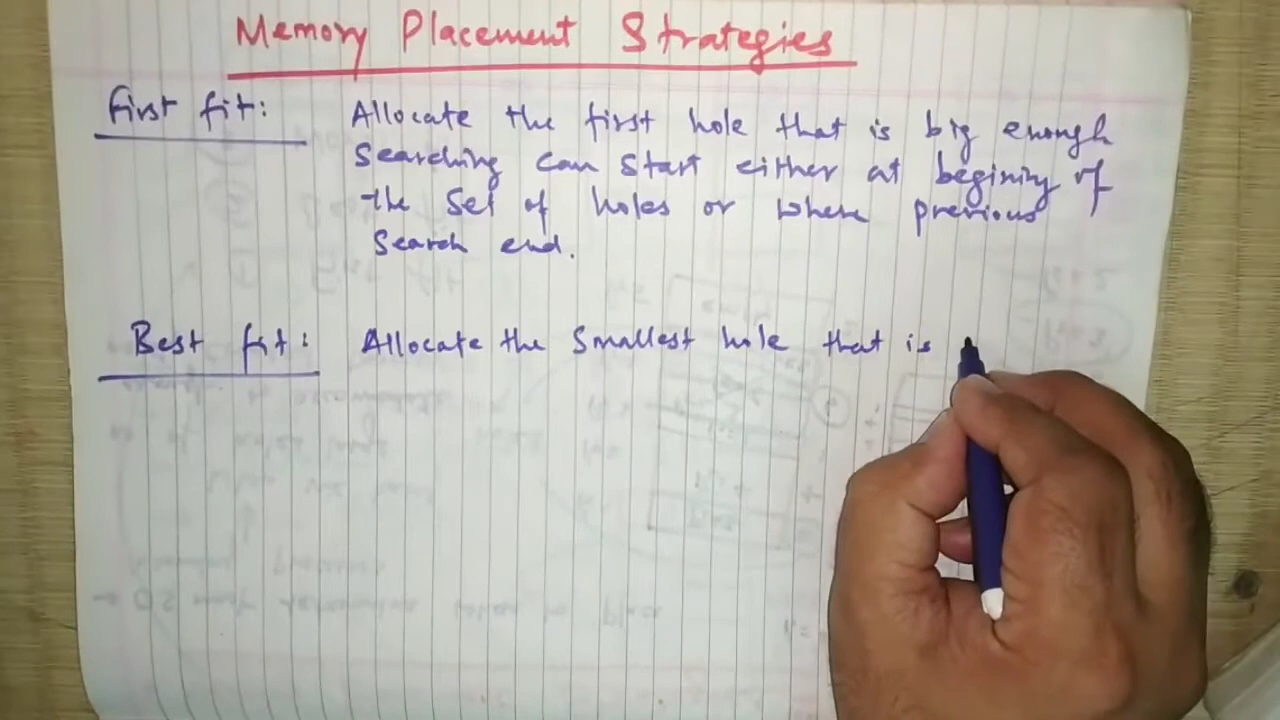 Memory Placement Strategies
First fit: Allocate the first hole that is big enough
Searching can start either at begining of
the set of holes or where previous
Search end.
Best fit: Allocate the smallest hole that is